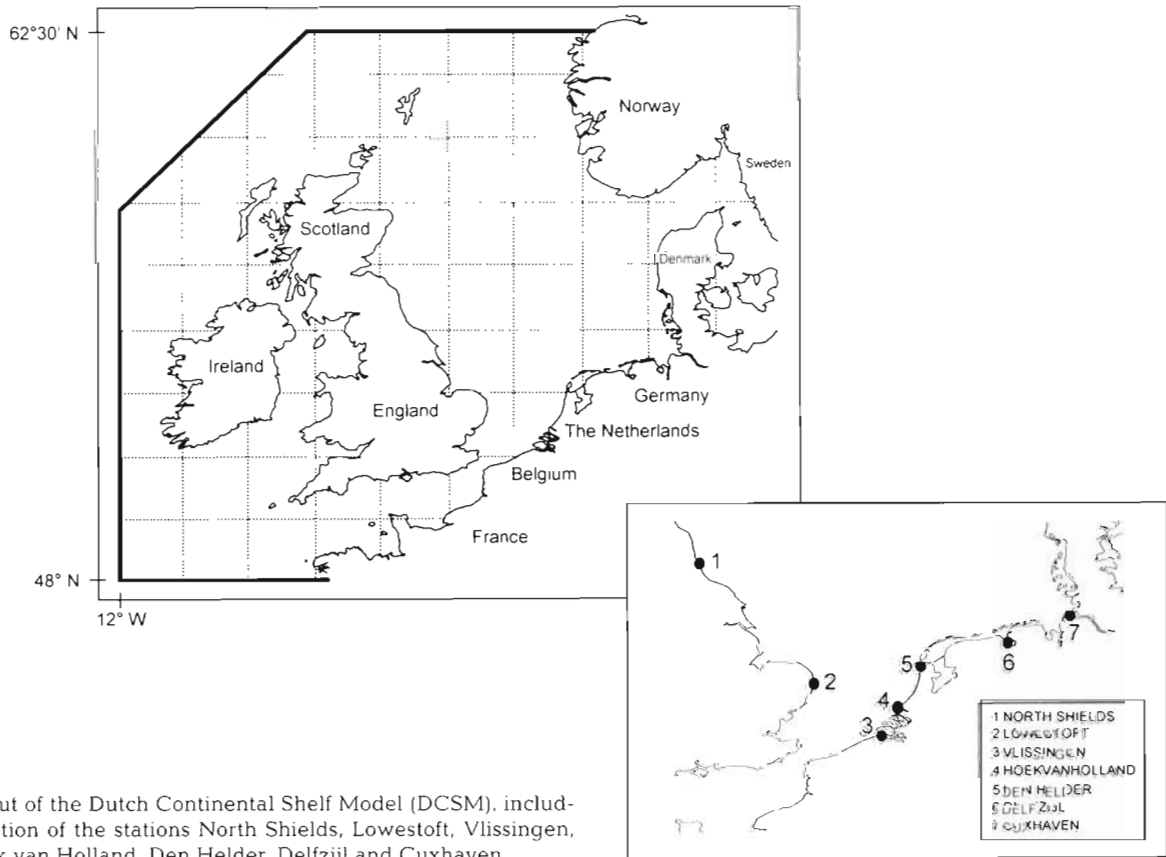 62°30' N
Norway
Sweden
Scotland
Denmark
Ireland
England
Germany
The Netherlands
Belgium
France
48° N
12° W
1
2
3
4
5
6
7
1 NORTH SHIELDS
2 LOWESTOFT
3 VLISSINGEN
4 HOEKVANHOLLAND
5 DEN HELDER
6 DELFZIJL
7 CUXHAVEN
ut of the Dutch Continental Shelf Model (DCSM), includ-
tion of the stations North Shields, Lowestoft, Vlissingen,
k van Holland, Den Helder, Delfzijl and Cuxhaven